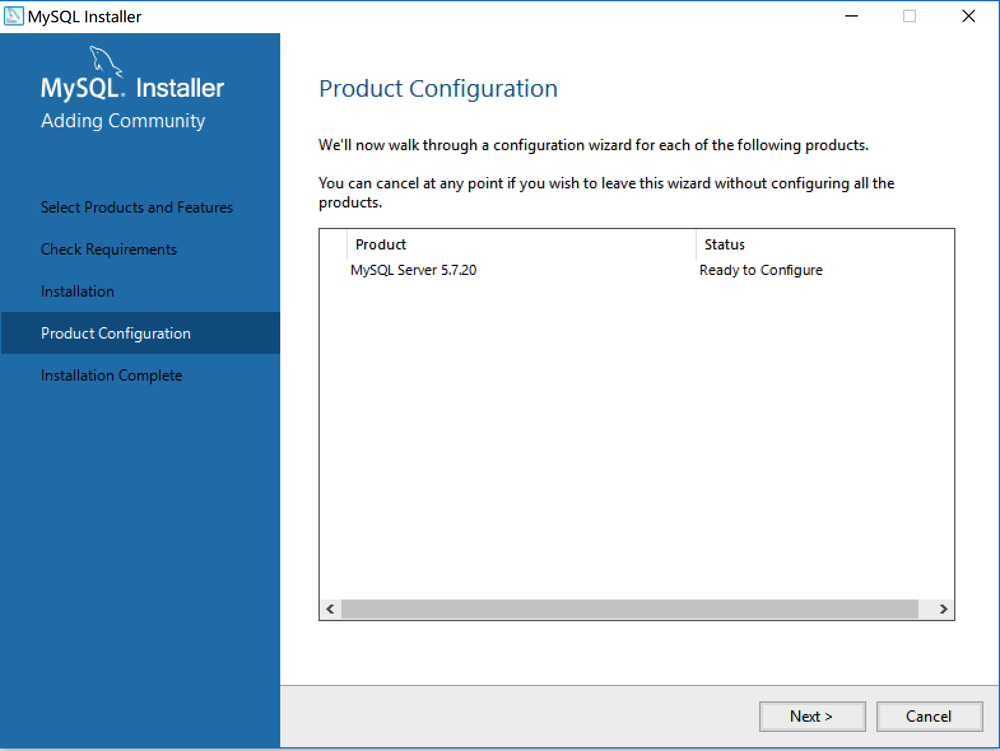 MySQL Installer
MySQL. Installer
Adding Community
Select Products and Features
Check Requirements
Installation
Product Configuration
Installation Complete
Product Configuration
We'll now walk through a configuration wizard for each of the following products.
You can cancel at any point if you wish to leave this wizard without configuring all the
products.
Product Status
MySQL Server 5.7.20 Ready to Configure
Next > Cancel